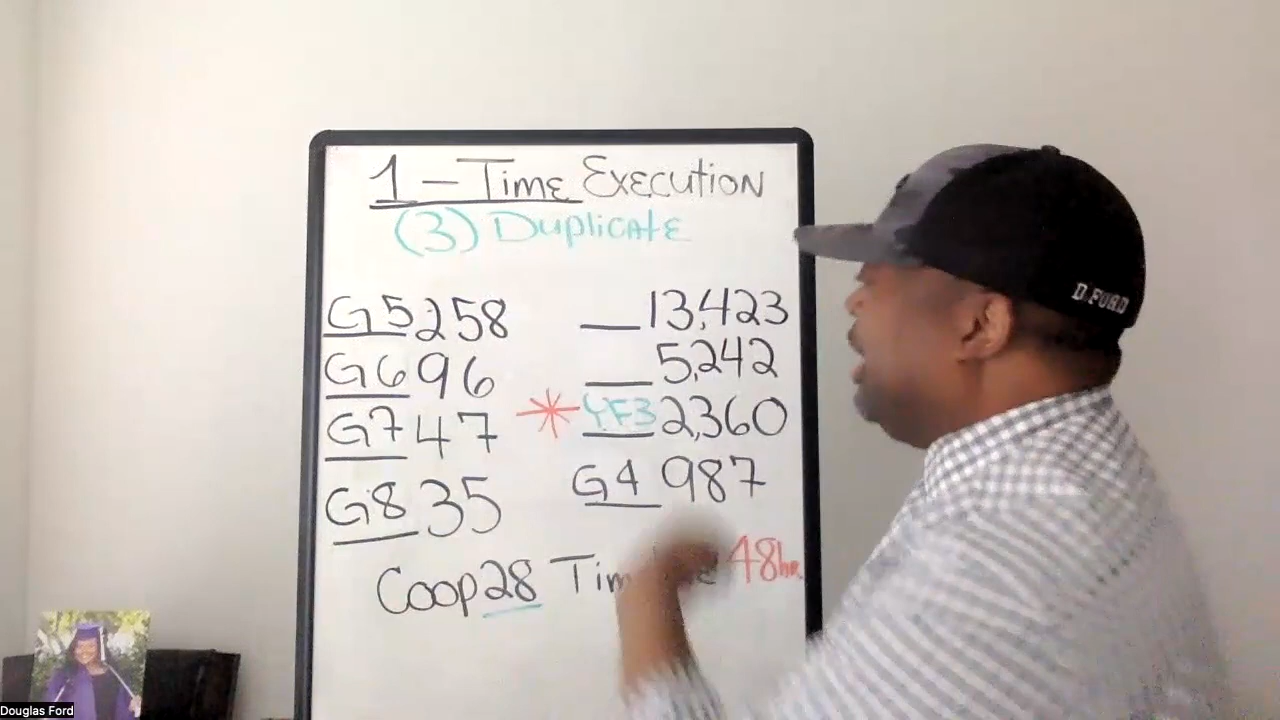 1 - Time Execution
(3) Duplicate
G5 258
G6 96
G7 47
G8 35
13,423
5,242
* YF3 2,360
G4 987
Coop28 48hr
D.FORD
Douglas Ford